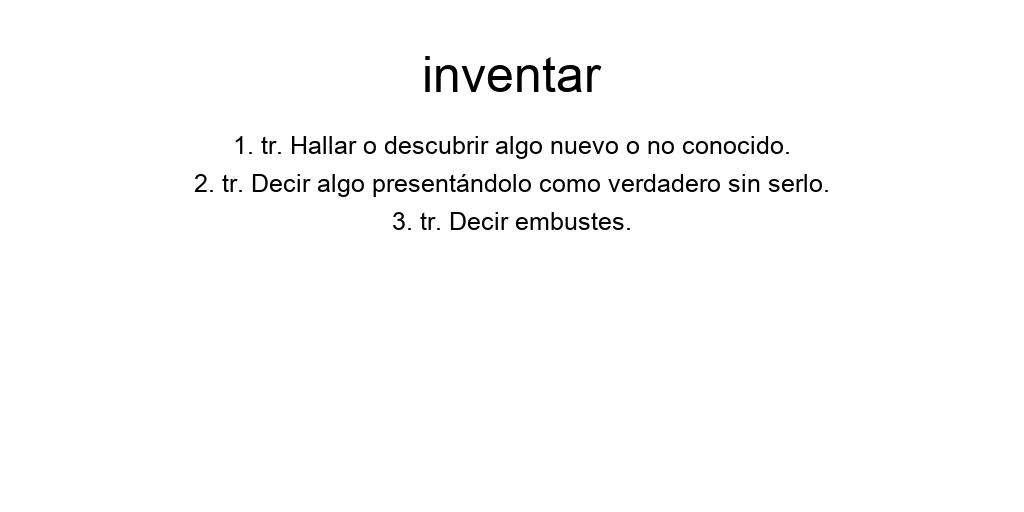 inventar
1. tr. Hallar o descubrir algo nuevo o no conocido.
2. tr. Decir algo presentándolo como verdadero sin serlo.
3. tr. Decir embustes.